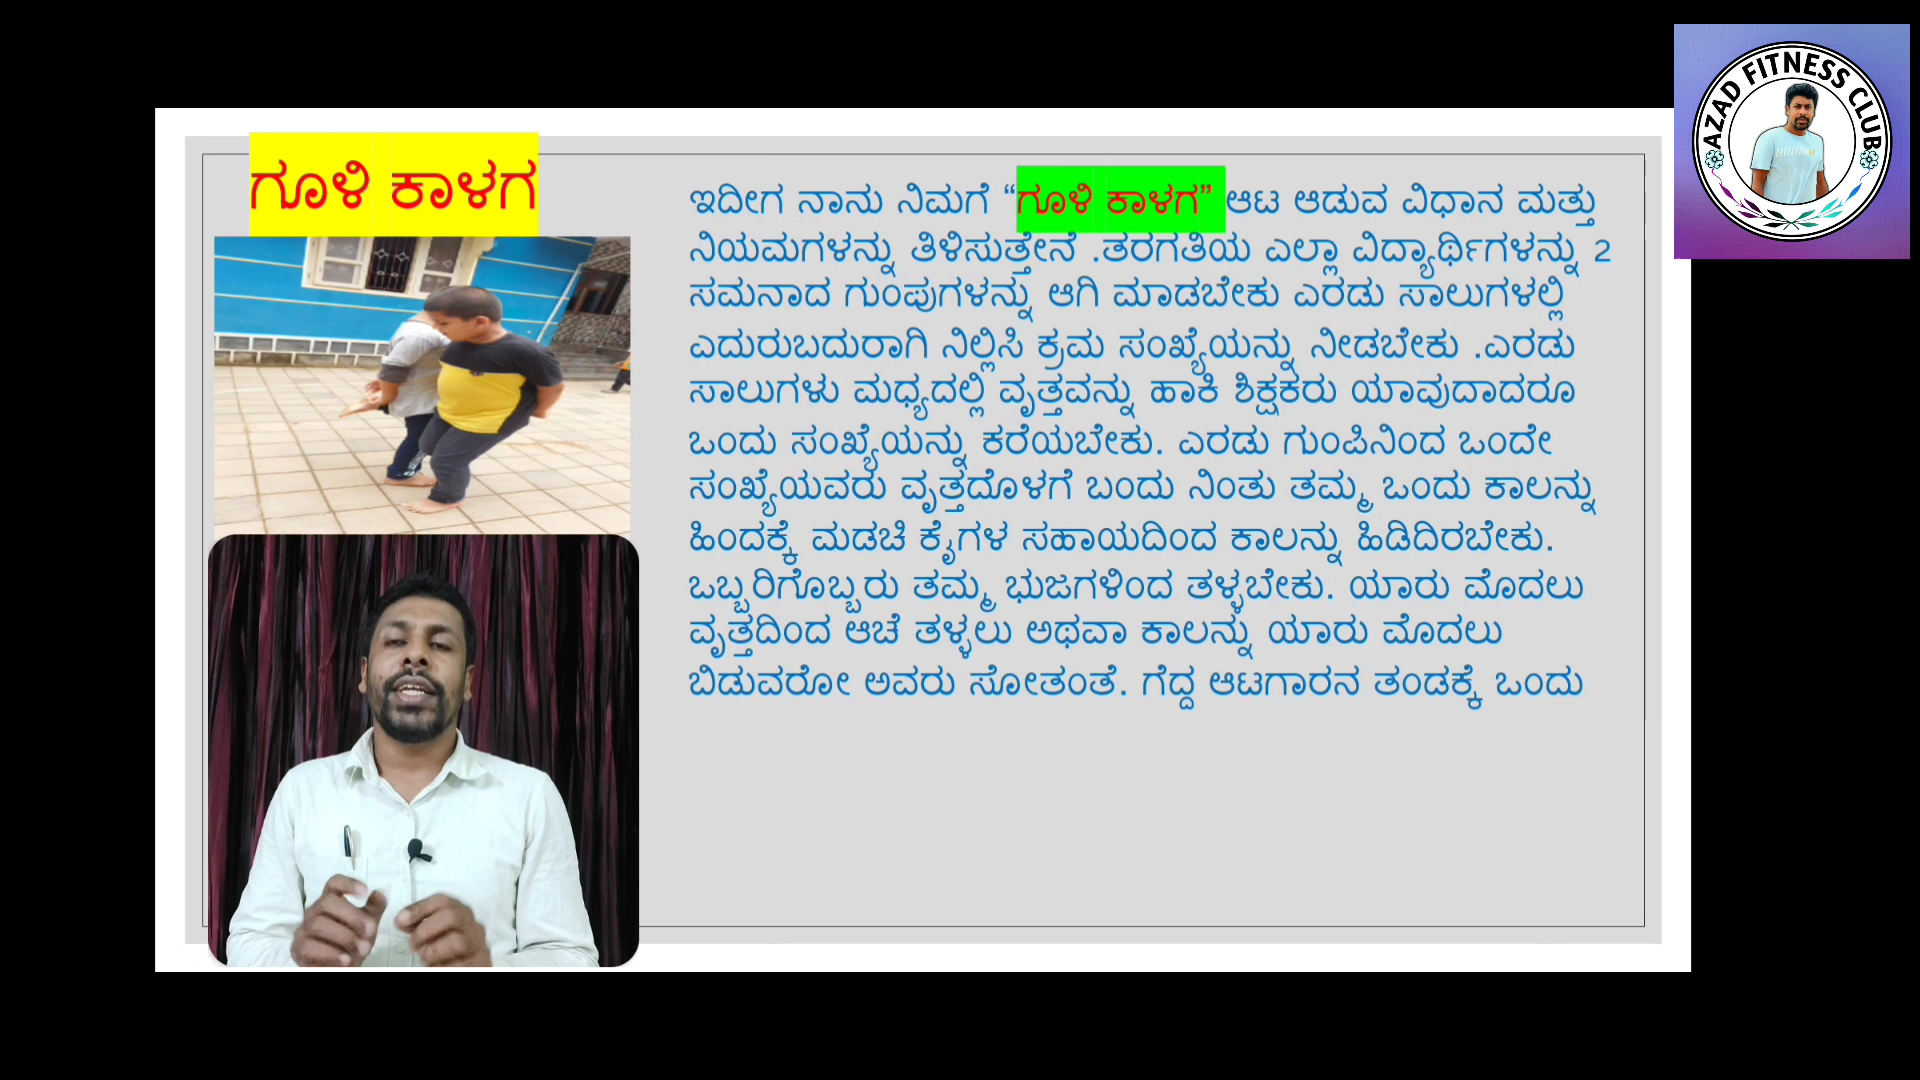 ಗೂಳಿ ಕಾಳಗ
ಇದೀಗ ನಾನು ನಿಮಗೆ “ಗೂಳಿ ಕಾಳಗ” ಆಟ ಆಡುವ ವಿಧಾನ ಮತ್ತು
ನಿಯಮಗಳನ್ನು ತಿಳಿಸುತ್ತೇನೆ .ತರಗತಿಯ ಎಲ್ಲಾ ವಿದ್ಯಾರ್ಥಿಗಳನ್ನು 2
ಸಮನಾದ ಗುಂಪುಗಳನ್ನು ಆಗಿ ಮಾಡಬೇಕು ಎರಡು ಸಾಲುಗಳಲ್ಲಿ
ಎದುರುಬದುರಾಗಿ ನಿಲ್ಲಿಸಿ ಕ್ರಮ ಸಂಖ್ಯೆಯನ್ನು ನೀಡಬೇಕು .ಎರಡು
ಸಾಲುಗಳು ಮಧ್ಯದಲ್ಲಿ ವೃತ್ತವನ್ನು ಹಾಕಿ ಶಿಕ್ಷಕರು ಯಾವುದಾದರೂ
ಒಂದು ಸಂಖ್ಯೆಯನ್ನು ಕರೆಯಬೇಕು. ಎರಡು ಗುಂಪಿನಿಂದ ಒಂದೇ
ಸಂಖ್ಯೆಯವರು ವೃತ್ತದೊಳಗೆ ಬಂದು ನಿಂತು ತಮ್ಮ ಒಂದು ಕಾಲನ್ನು
ಹಿಂದಕ್ಕೆ ಮಡಚಿ ಕೈಗಳ ಸಹಾಯದಿಂದ ಕಾಲನ್ನು ಹಿಡಿದಿರಬೇಕು.
ಒಬ್ಬರಿಗೊಬ್ಬರು ತಮ್ಮ ಭುಜಗಳಿಂದ ತಳ್ಳಬೇಕು. ಯಾರು ಮೊದಲು
ವೃತ್ತದಿಂದ ಆಚೆ ತಳ್ಳಲು ಅಥವಾ ಕಾಲನ್ನು ಯಾರು ಮೊದಲು
ಬಿಡುವರೋ ಅವರು ಸೋತಂತೆ. ಗೆದ್ದ ಆಟಗಾರನ ತಂಡಕ್ಕೆ ಒಂದು
AZAD FITNESS CLUB